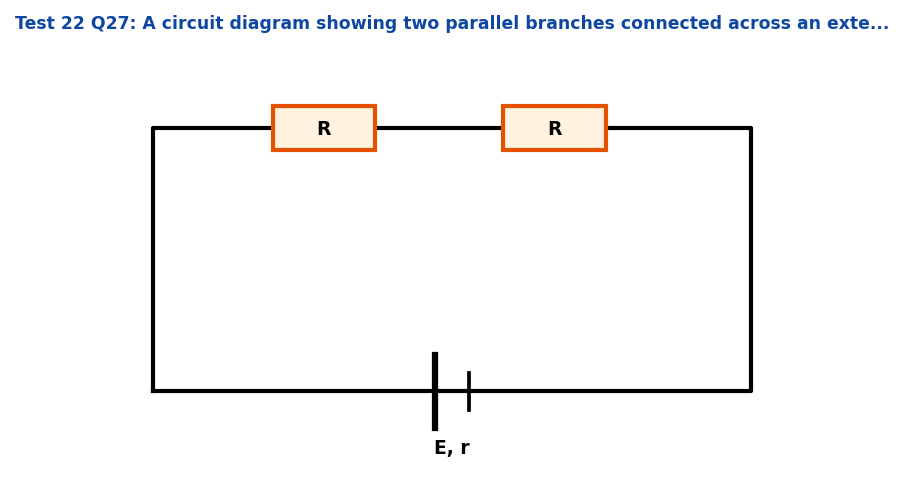 Test 22 Q27: A circuit diagram showing two parallel branches connected across an exte...
R R
E, r